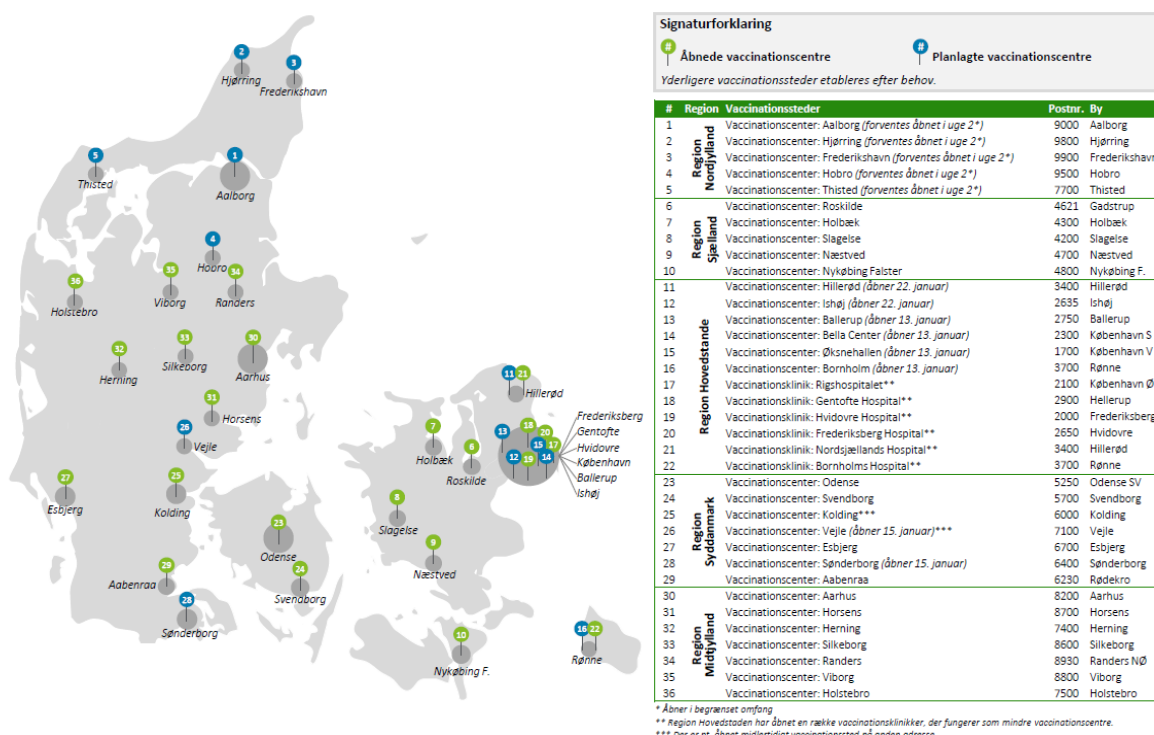 Signaturforklaring
# Åbnede vaccinationscentre
# Planlagte vaccinationscentre
Yderligere vaccinationssteder etableres efter behov.
# Region Vaccinationssteder Postnr. By
Region Nordjylland
1 Vaccinationscenter: Aalborg (forventes åbnet i uge 2*) 9000 Aalborg
2 Vaccinationscenter: Hjørring (forventes åbnet i uge 2*) 9800 Hjørring
3 Vaccinationscenter: Frederikshavn (forventes åbnet i uge 2*) 9900 Frederikshavn
4 Vaccinationscenter: Hobro (forventes åbnet i uge 2*) 9500 Hobro
5 Vaccinationscenter: Thisted (forventes åbnet i uge 2*) 7700 Thisted
Region Sjælland
6 Vaccinationscenter: Roskilde 4621 Gadstrup
7 Vaccinationscenter: Holbæk 4300 Holbæk
8 Vaccinationscenter: Slagelse 4200 Slagelse
9 Vaccinationscenter: Næstved 4700 Næstved
10 Vaccinationscenter: Nykøbing Falster 4800 Nykøbing F.
Region Hovedstande
11 Vaccinationscenter: Hillerød (åbner 22. januar) 3400 Hillerød
12 Vaccinationscenter: Ishøj (åbner 22. januar) 2635 Ishøj
13 Vaccinationscenter: Ballerup (åbner 13. januar) 2750 Ballerup
14 Vaccinationscenter: Bella Center (åbner 13. januar) 2300 København S
15 Vaccinationscenter: Øksnehallen (åbner 13. januar) 1700 København V
16 Vaccinationscenter: Bornholm (åbner 13. januar) 3700 Rønne
17 Vaccinationsklinik: Rigshospitalet** 2100 København Ø
18 Vaccinationsklinik: Gentofte Hospital** 2900 Hellerup
19 Vaccinationsklinik: Hvidovre Hospital** 2000 Frederiksberg
20 Vaccinationsklinik: Frederiksberg Hospital** 2650 Hvidovre
21 Vaccinationsklinik: Nordsjællands Hospital** 3400 Hillerød
22 Vaccinationsklinik: Bornholms Hospital** 3700 Rønne
Region Syddanmark
23 Vaccinationscenter: Odense 5250 Odense SV
24 Vaccinationscenter: Svendborg 5700 Svendborg
25 Vaccinationscenter: Kolding*** 6000 Kolding
26 Vaccinationscenter: Vejle (åbner 15. januar)*** 7100 Vejle
27 Vaccinationscenter: Esbjerg 6700 Esbjerg
28 Vaccinationscenter: Sønderborg (åbner 15. januar) 6400 Sønderborg
29 Vaccinationscenter: Aabenraa 6230 Rødekro
Region Midtjylland
30 Vaccinationscenter: Aarhus 8200 Aarhus
31 Vaccinationscenter: Horsens 8700 Horsens
32 Vaccinationscenter: Herning 7400 Herning
33 Vaccinationscenter: Silkeborg 8600 Silkeborg
34 Vaccinationscenter: Randers 8930 Randers NØ
35 Vaccinationscenter: Viborg 8800 Viborg
36 Vaccinationscenter: Holstebro 7500 Holstebro
* Åbner i begrænset omfang
** Region Hovedstaden har åbnet en række vaccinationsklinikker, der fungerer som mindre vaccinationscentre.
*** Der er pt. åbnet midlertidigt vaccinationssted på anden adresse
2
Hjørring
3
Frederikshavn
5
Thisted
1
Aalborg
4
Hobro
36
Holstebro
35
Viborg
34
Randers
32
Herning
33
Silkeborg
30
Aarhus
31
Horsens
26
Vejle
27
Esbjerg
25
Kolding
23
Odense
24
Svendborg
29
Aabenraa
28
Sønderborg
11 21
Hillerød
7
Holbæk
6
Roskilde
13 18 20 15 17
12 19 14
Frederiksberg
Gentofte
Hvidovre
København
Ballerup
Ishøj
8
Slagelse
9
Næstved
10
Nykøbing F.
16 22
Rønne